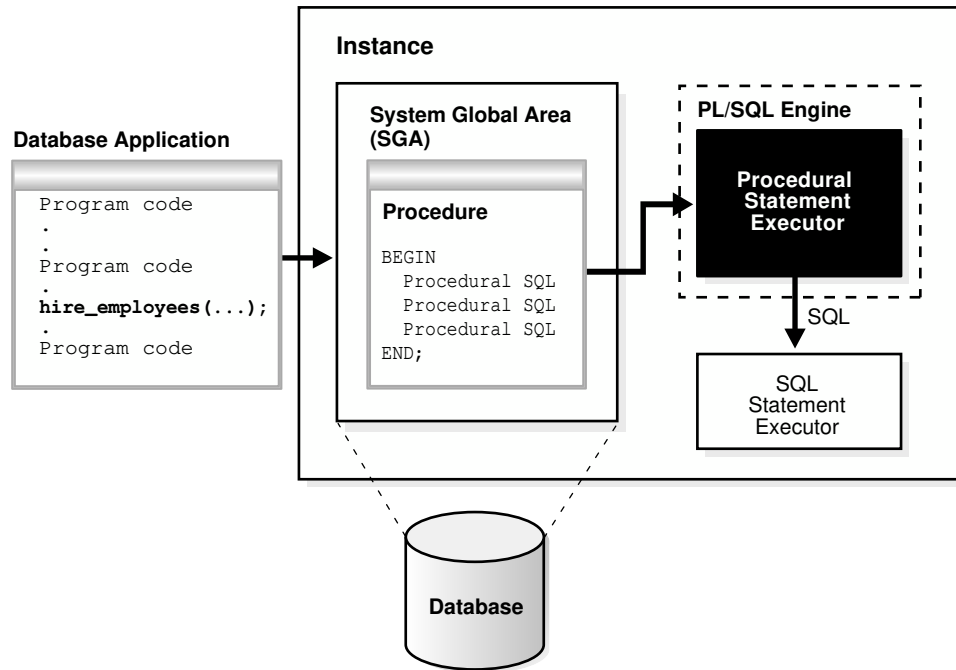 Instance
System Global Area
(SGA)
PL/SQL Engine
Database Application
Program code
.
.
Program code
.
hire_employees(...);
.
Program code
Procedure
BEGIN
Procedural SQL
Procedural SQL
Procedural SQL
END;
Procedural
Statement
Executor
SQL
SQL
Statement
Executor
Database